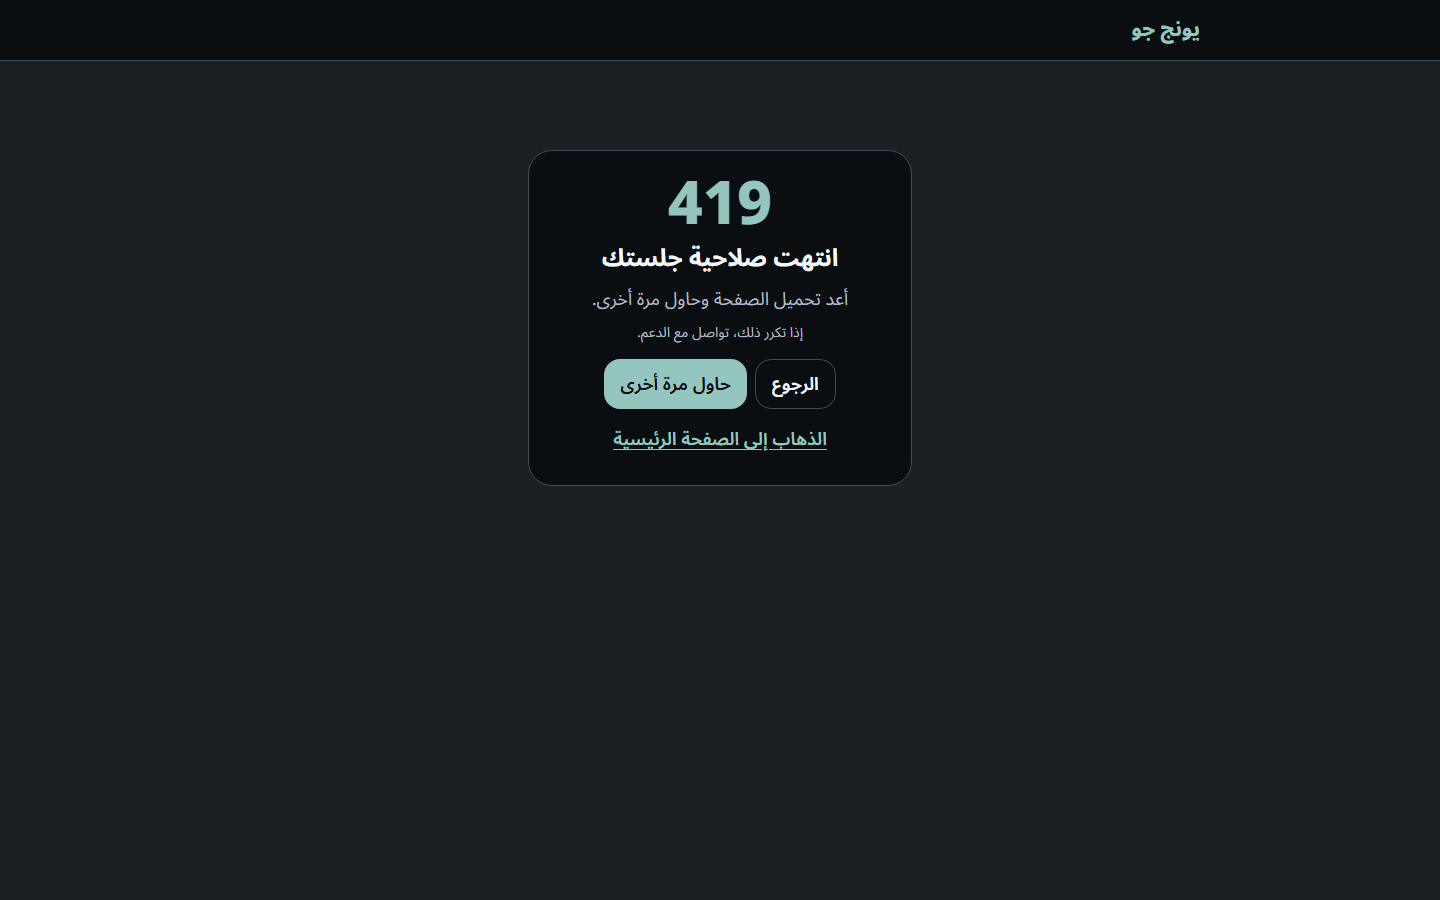 يونج جو
419
انتهت صلاحية جلستك
أعد تحميل الصفحة وحاول مرة أخرى.
إذا تكرر ذلك، تواصل مع الدعم.
الرجوع
حاول مرة أخرى
الذهاب إلى الصفحة الرئيسية